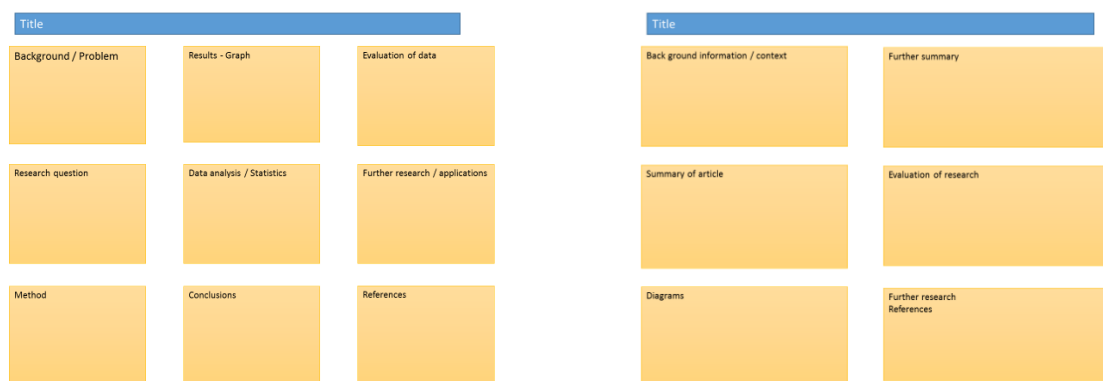 Title
Background / Problem
Research question
Method
Results - Graph
Data analysis / Statistics
Conclusions
Evaluation of data
Further research / applications
References
Title
Back ground information / context
Summary of article
Diagrams
Further summary
Evaluation of research
Further research
References